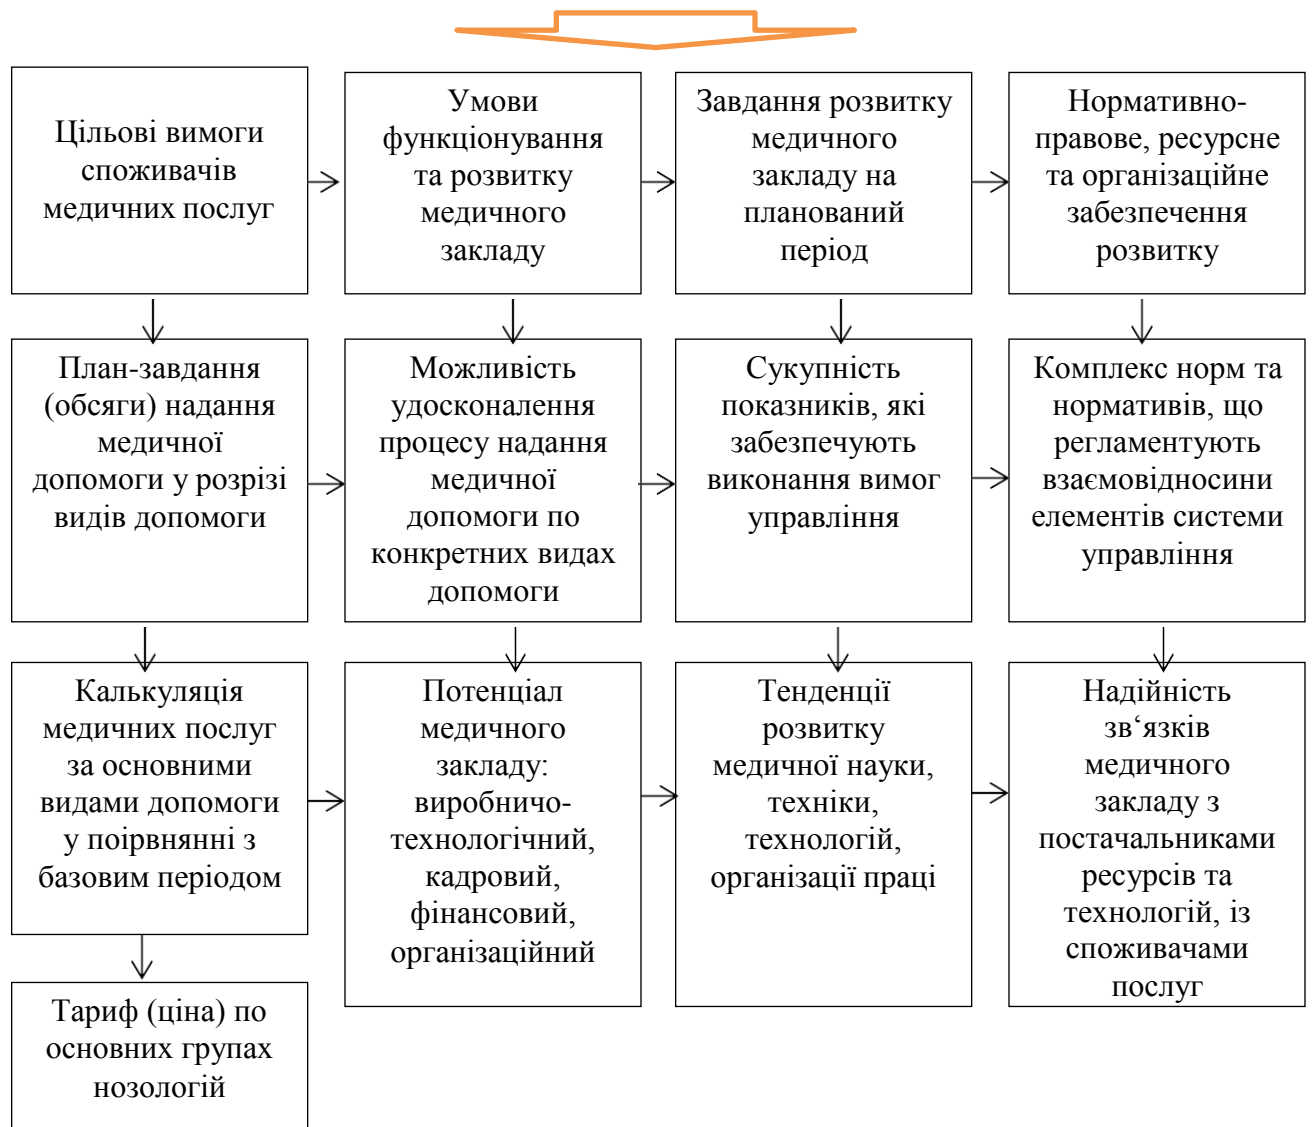 Цільові вимоги
споживачів
медичних послуг
Умови
функціонування
та розвитку
медичного
закладу
Завдання розвитку
медичного
закладу на
планований
період
Нормативно-
правове, ресурсне
та організаційне
забезпечення
розвитку
План-завдання
(обсяги) надання
медичної
допомоги у розрізі
видів допомоги
Можливість
удосконалення
процесу надання
медичної
допомоги по
конкретних видах
допомоги
Сукупність
показників, які
забезпечують
виконання вимог
управління
Комплекс норм та
нормативів, що
регламентують
взаємовідносини
елементів системи
управління
Калькуляція
медичних послуг
за основними
видами допомоги
у поірвнянні з
базовим періодом
Потенціал
медичного
закладу:
виробничо-
технологічний,
кадровий,
фінансовий,
організаційний
Тенденції
розвитку
медичної науки,
техніки,
технологій,
організації праці
Надійність
зв‘язків
медичного
закладу з
постачальниками
ресурсів та
технологій, із
споживачами
послуг
Тариф (ціна) по
основних групах
нозологій